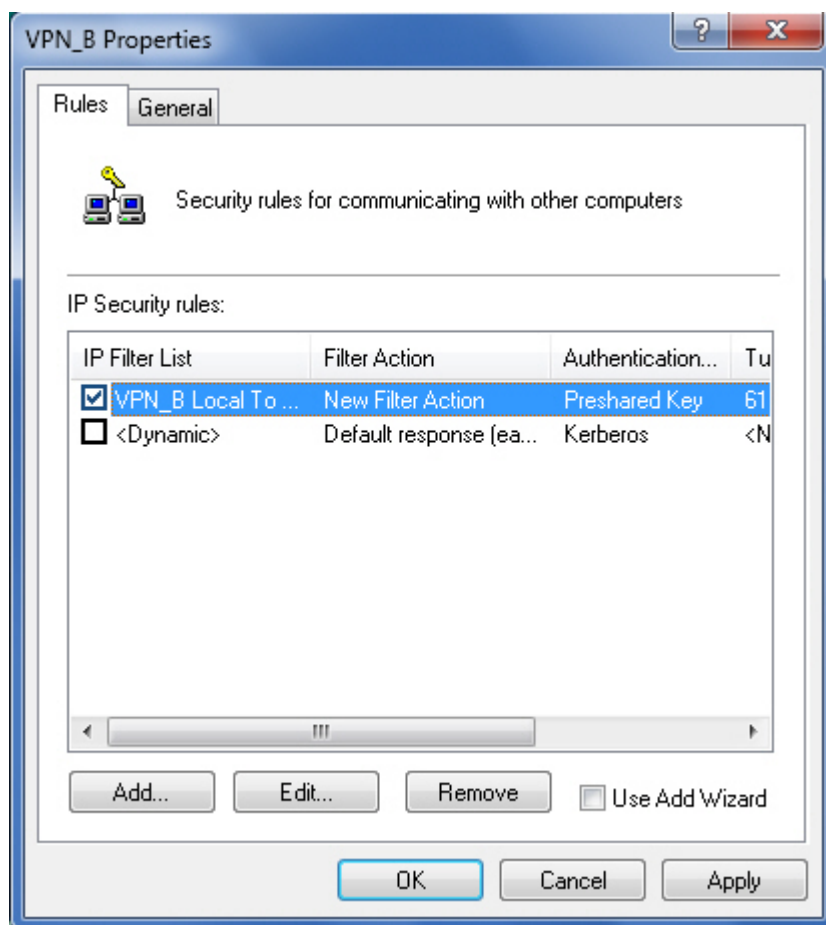 VPN_B Properties
Rules General
Security rules for communicating with other computers
IP Security rules:
IP Filter List Filter Action Authentication... Tu
VPN_B Local To ... New Filter Action Preshared Key 61
<Dynamic> Default response (ea... Kerberos <N
Add... Edit... Remove Use Add Wizard
OK Cancel Apply